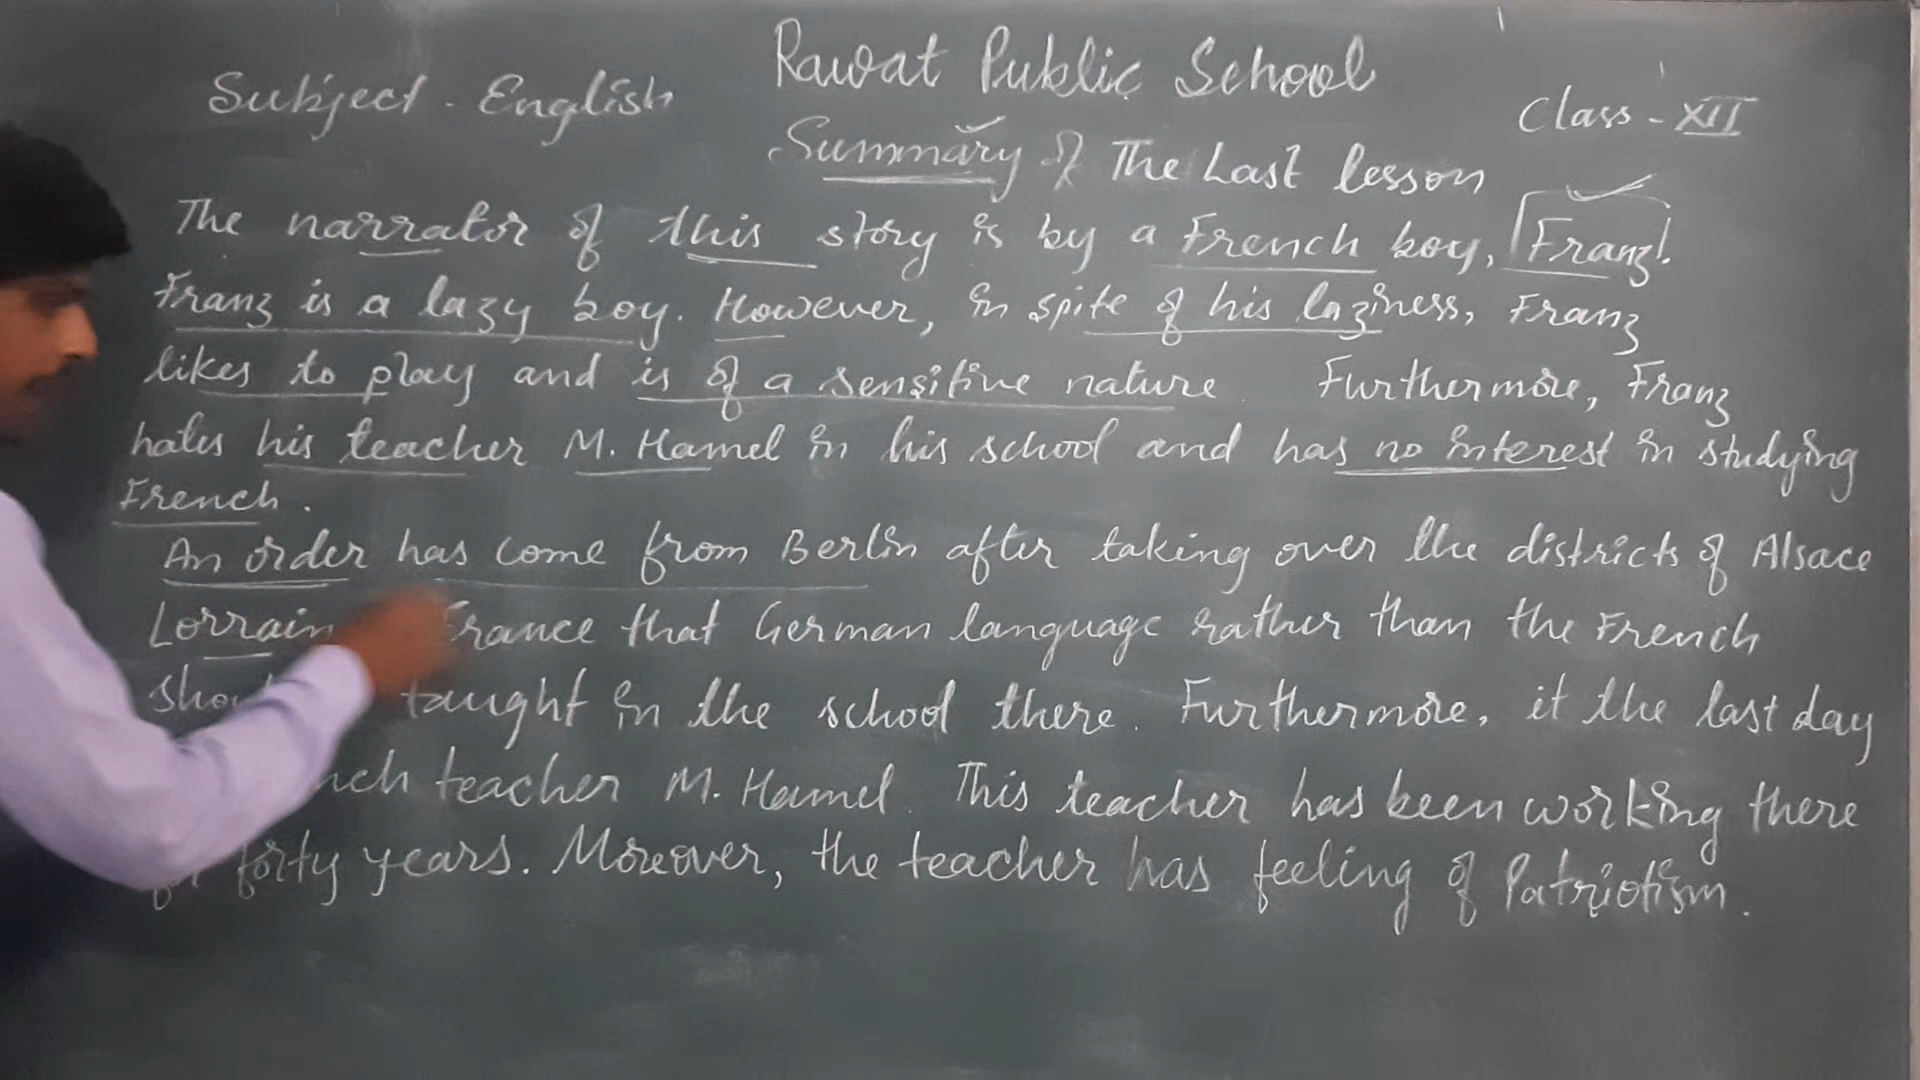 Rawat Public School
Subject - English
Class - XII
Summary of The Last lesson
The narrator of this story is by a French boy, Franz!
Franz is a lazy boy. However, in spite of his laziness, Franz
likes to play and is of a sensitive nature. Furthermore, Franz
hates his teacher M. Hamel in his school and has no interest in studying
French.
An order has come from Berlin after taking over the districts of Alsace
Lorrain France that German language rather than the French
taught in the school there. Furthermore, it the last day
teacher M. Hamel. This teacher has been working there
forty years. Moreover, the teacher has feeling of Patriotism.